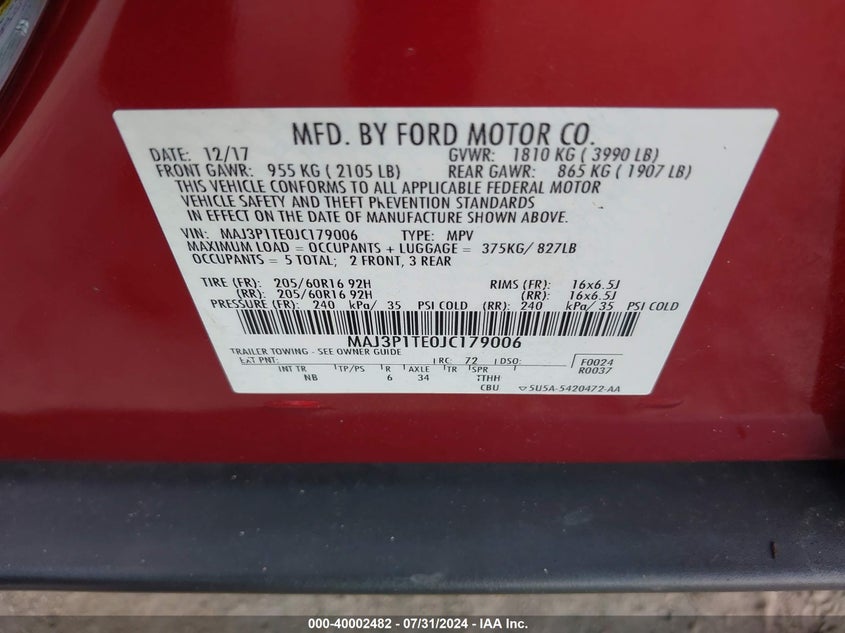 MFD. BY FORD MOTOR CO.
DATE: 12/17 GVWR: 1810 KG ( 3990 LB)
FRONT GAWR: 955 KG ( 2105 LB) REAR GAWR: 865 KG ( 1907 LB)
THIS VEHICLE CONFORMS TO ALL APPLICABLE FEDERAL MOTOR
VEHICLE SAFETY AND THEFT PREVENTION STANDARDS
IN EFFECT ON THE DATE OF MANUFACTURE SHOWN ABOVE.
VIN: MAJ3P1TE0JC179006 TYPE: MPV
MAXIMUM LOAD = OCCUPANTS + LUGGAGE = 375KG/ 827LB
OCCUPANTS = 5 TOTAL; 2 FRONT, 3 REAR
TIRE (FR): 205/60R16 92H RIMS (FR): 16x6.5J
(RR): 205/60R16 92H (RR): 16x6.5J
PRESSURE (FR): 240 kPa/ 35 PSI COLD (RR): 240 kPa/ 35 PSI COLD
MAJ3P1TE0JC179006
TRAILER TOWING - SEE OWNER GUIDE
EXT PNT: RC: 72 DSO: F0024
R0037
INT TR TP/PS R AXLE TR SPR
NB 6 34 THH
CBU 5U5A-5420472-AA
000-40002482 - 07/31/2024 - IAA Inc.